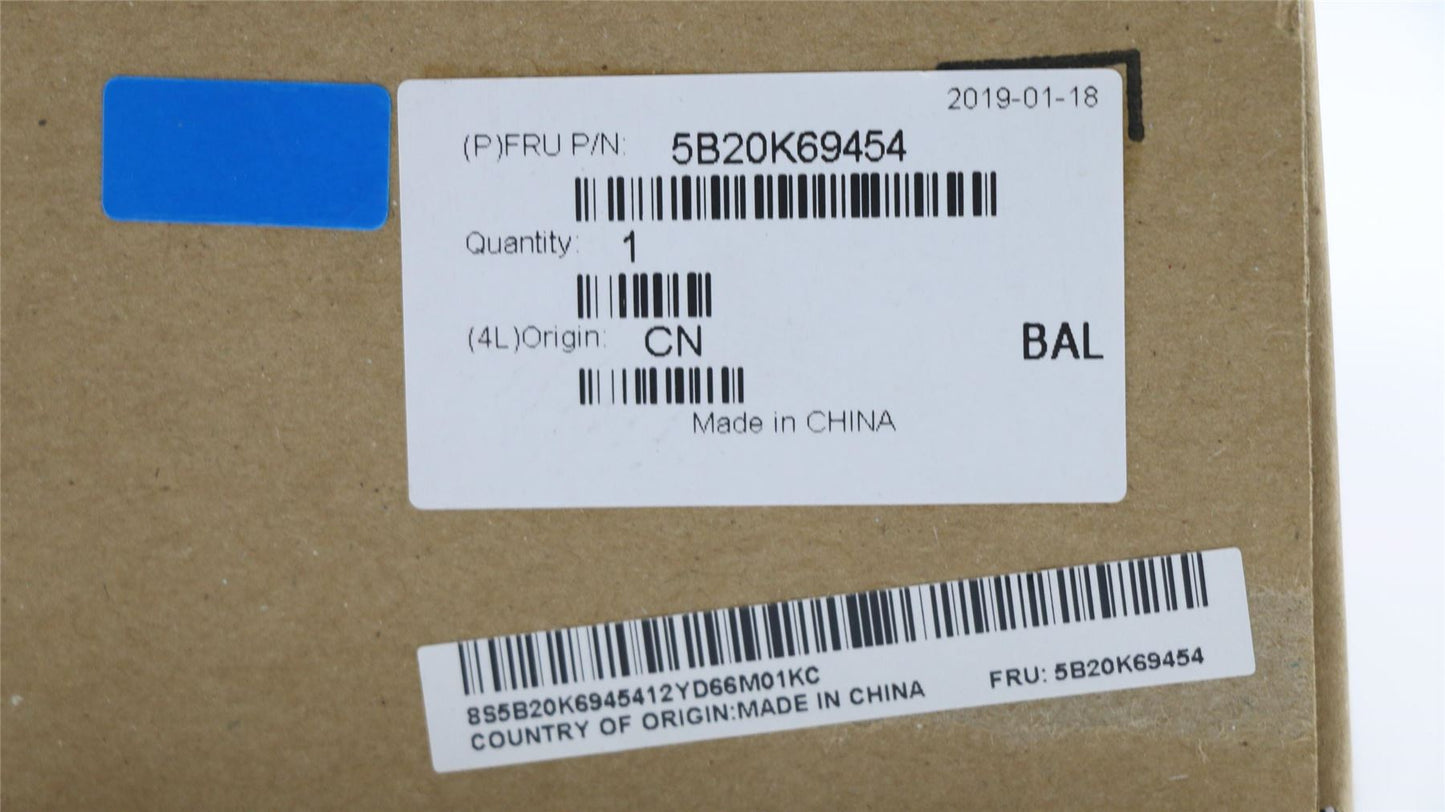 2019-01-18
(P)FRU P/N: 5B20K69454
Quantity: 1
(4L)Origin: CN
BAL
Made in CHINA
8S5B20K6945412YD66M01KC
FRU: 5B20K69454
COUNTRY OF ORIGIN:MADE IN CHINA